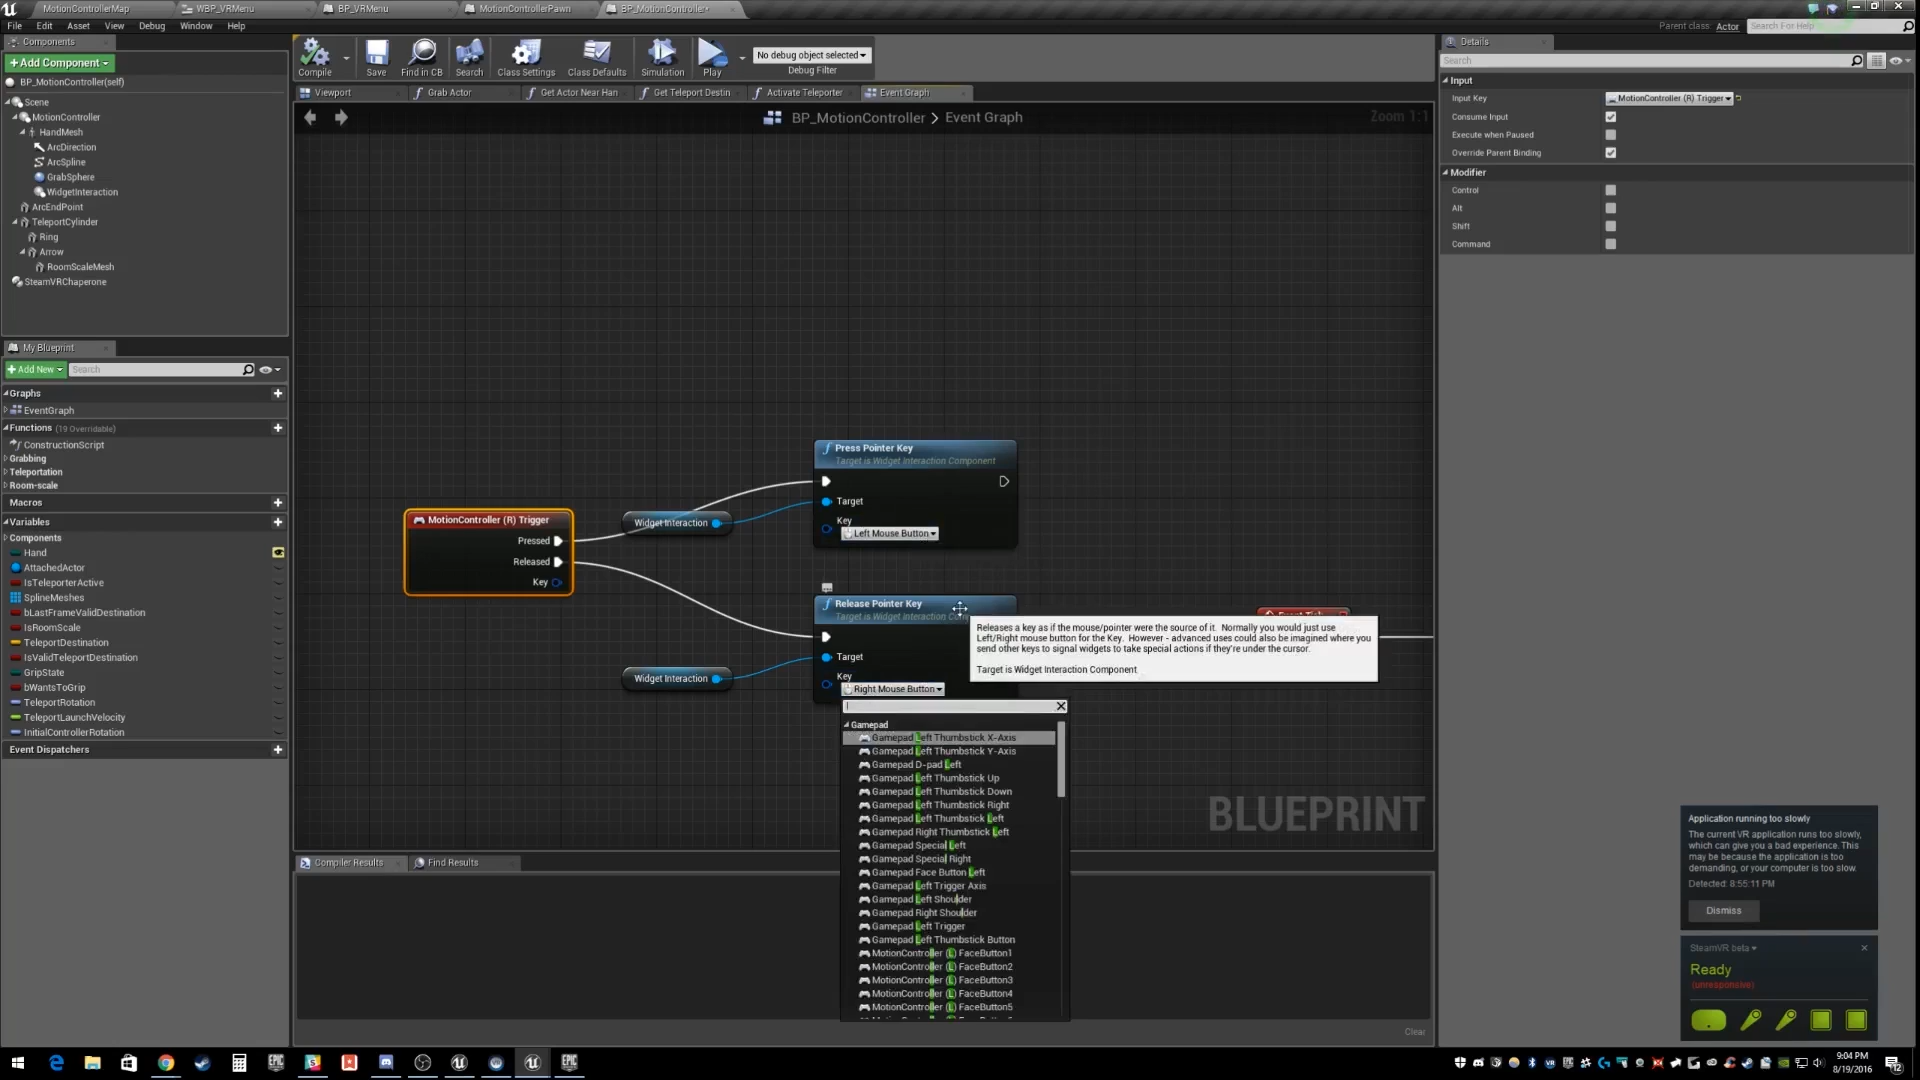 MotionControllerMap
WBP_VRMenu
BP_VRMenu
MotionControllerPawn
BP_MotionController*
File Edit Asset View Debug Window Help
Parent class: Actor
Search For Help
Components
+Add Component
BP_MotionController(self)
Scene
MotionController
HandMesh
ArcDirection
ArcSpline
GrabSphere
WidgetInteraction
ArcEndPoint
TeleportCylinder
Ring
Arrow
RoomScaleMesh
SteamVRChaperone
My Blueprint
+Add New
Search
Graphs
EventGraph
Functions (19 Overridable)
ConstructionScript
Grabbing
Teleportation
Room-scale
Macros
Variables
Components
Hand
AttachedActor
IsTeleporterActive
SplineMeshes
bLastFrameValidDestination
IsRoomScale
TeleportDestination
IsValidTeleportDestination
GripState
bWantsToGrip
TeleportRotation
TeleportLaunchVelocity
InitialControllerRotation
Event Dispatchers
Compile
Save
Find in CB
Search
Class Settings
Class Defaults
Simulation
Play
No debug object selected
Debug Filter
Viewport
Grab Actor
Get Actor Near Han
Get Teleport Destin
Activate Teleporter
Event Graph
BP_MotionController > Event Graph
Zoom 1:1
MotionController (R) Trigger
Pressed
Released
Key
Widget Interaction
Press Pointer Key
Target is Widget Interaction Component
Target
Key
Left Mouse Button
Widget Interaction
Release Pointer Key
Target is Widget Interaction Com
Target
Key
Right Mouse Button
Event Tick
Releases a key as if the mouse/pointer were the source of it. Normally you would just use
Left/Right mouse button for the Key. However - advanced uses could also be imagined where you
send other keys to signal widgets to take special actions if they're under the cursor.
Target is Widget Interaction Component
l
Gamepad
Gamepad Left Thumbstick X-Axis
Gamepad Left Thumbstick Y-Axis
Gamepad D-pad Left
Gamepad Left Thumbstick Up
Gamepad Left Thumbstick Down
Gamepad Left Thumbstick Right
Gamepad Left Thumbstick Left
Gamepad Right Thumbstick Left
Gamepad Special Left
Gamepad Special Right
Gamepad Face Button Left
Gamepad Left Trigger Axis
Gamepad Left Shoulder
Gamepad Right Shoulder
Gamepad Left Trigger
Gamepad Left Thumbstick Button
MotionController (L) FaceButton1
MotionController (L) FaceButton2
MotionController (L) FaceButton3
MotionController (L) FaceButton4
MotionController (L) FaceButton5
BLUEPRINT
Compiler Results
Find Results
Clear
Details
Search
Input
Input Key
MotionController (R) Trigger
Consume Input
Execute when Paused
Override Parent Binding
Modifier
Control
Alt
Shift
Command
Application running too slowly
The current VR application runs too slowly,
which can give you a bad experience. This
may be because the application is too
demanding, or your computer is too slow.
Detected: 8:55:11 PM
Dismiss
SteamVR beta
Ready
(unresponsive)
9:04 PM
8/19/2016